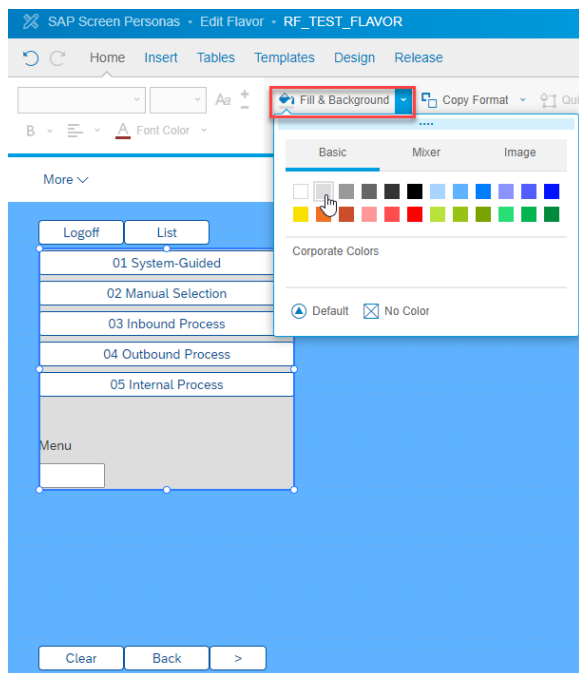 SAP Screen Personas • Edit Flavor • RF_TEST_FLAVOR
Home Insert Tables Templates Design Release
Aa Fill & Background Copy Format
B A Font Color
Basic Mixer Image
More
Logoff List
01 System-Guided
Corporate Colors
02 Manual Selection
03 Inbound Process
Default No Color
04 Outbound Process
05 Internal Process
Menu
Clear Back >